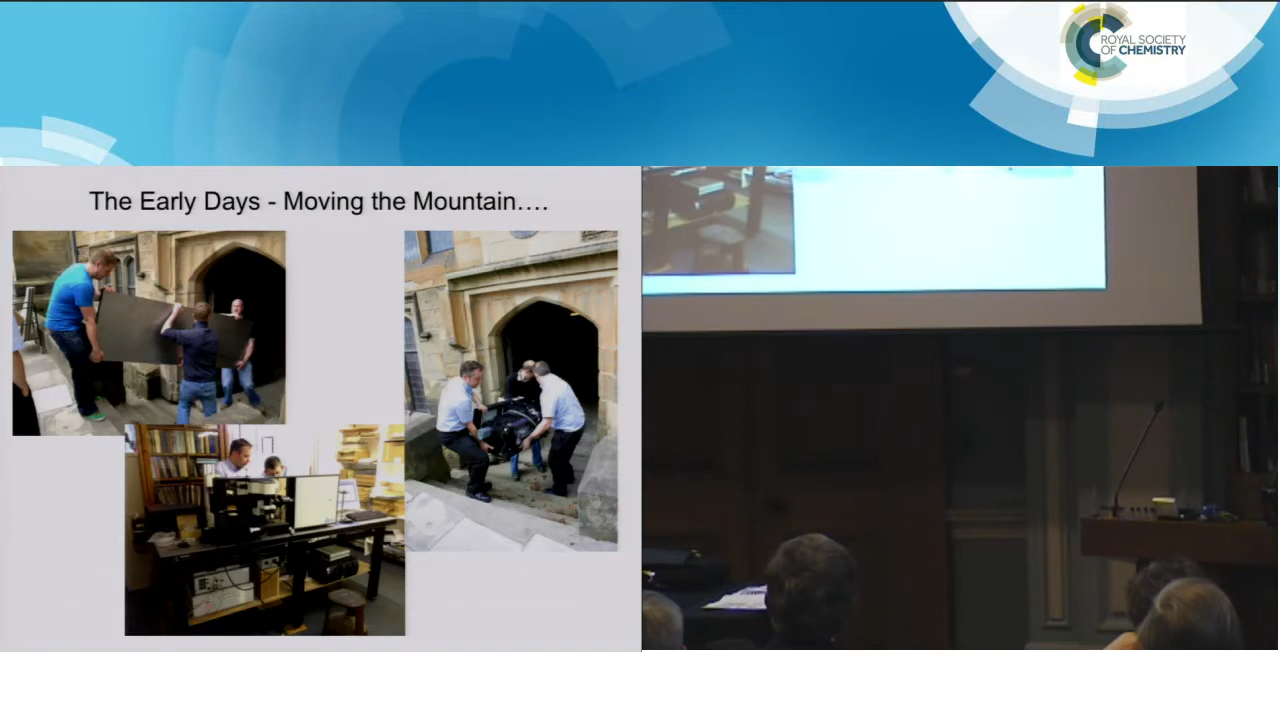 ROYAL SOCIETY
OF CHEMISTRY
The Early Days - Moving the Mountain....